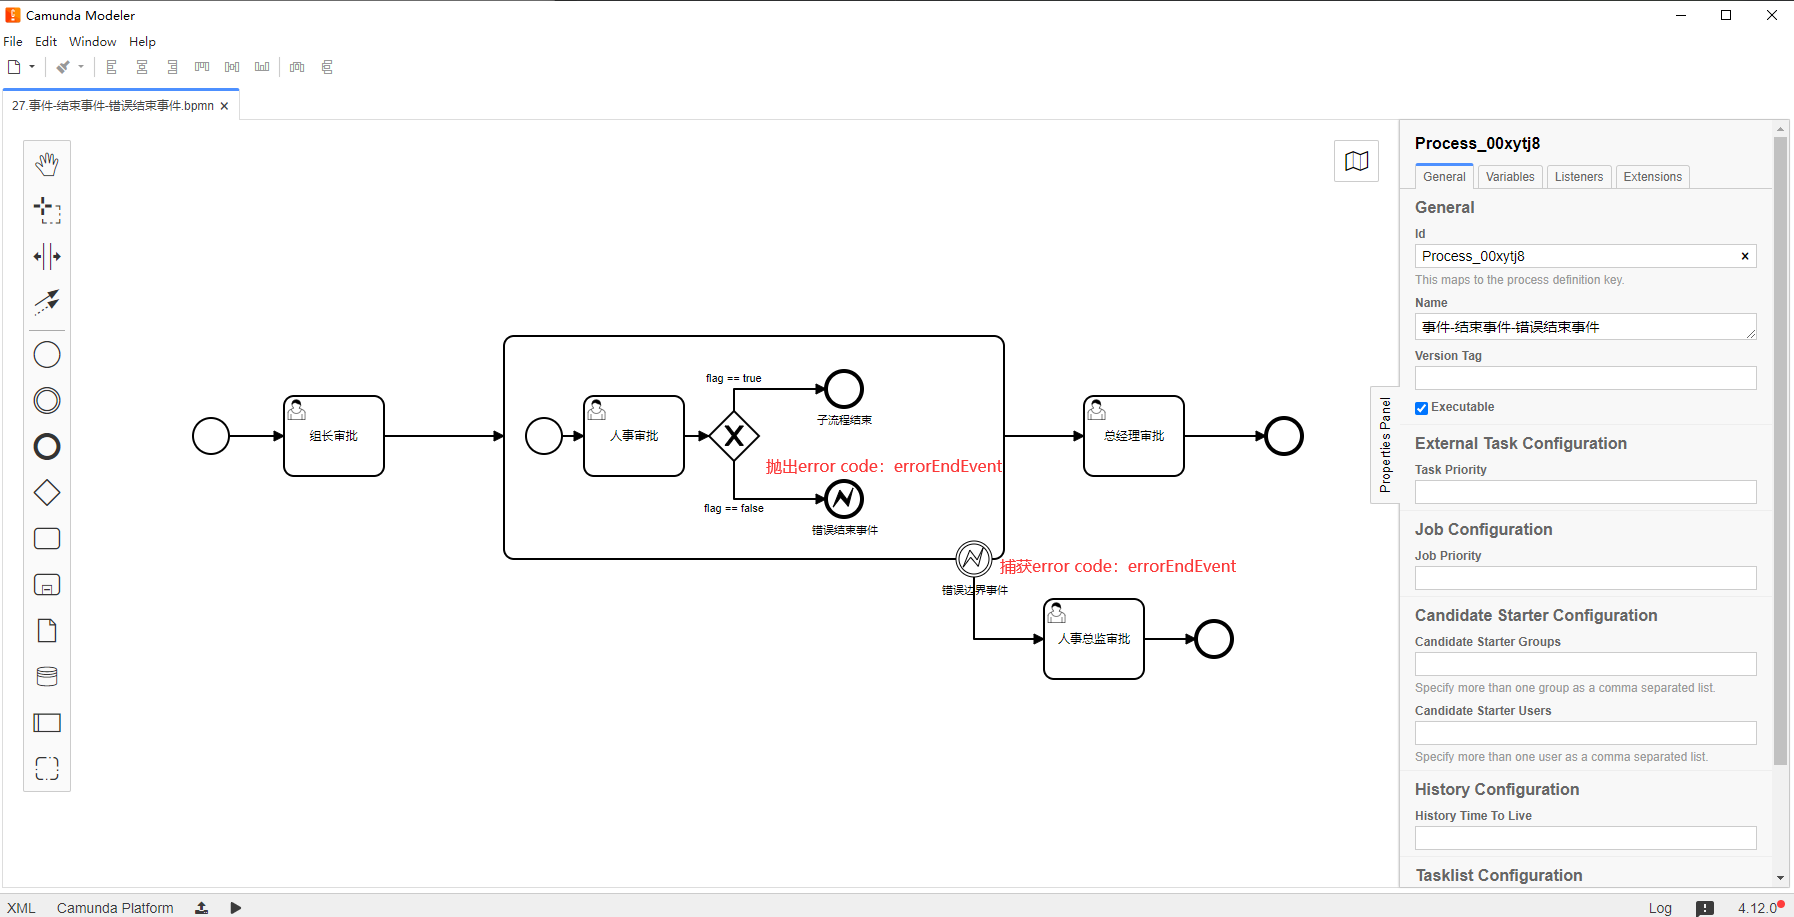 Camunda Modeler
File Edit Window Help
27.事件-结束事件-错误结束事件.bpmn ×
组长审批
人事审批
flag == true
子流程结束
抛出error code：errorEndEvent
flag == false
错误结束事件
总经理审批
捕获error code：errorEndEvent
错误边界事件
人事总监审批
Properties Panel
Process_00xytj8
General Variables Listeners Extensions
General
Id
Process_00xytj8 ×
This maps to the process definition key.
Name
事件-结束事件-错误结束事件
Version Tag
Executable
External Task Configuration
Task Priority
Job Configuration
Job Priority
Candidate Starter Configuration
Candidate Starter Groups
Specify more than one group as a comma separated list.
Candidate Starter Users
Specify more than one user as a comma separated list.
History Configuration
History Time To Live
Tasklist Configuration
XML Camunda Platform Log 4.12.0